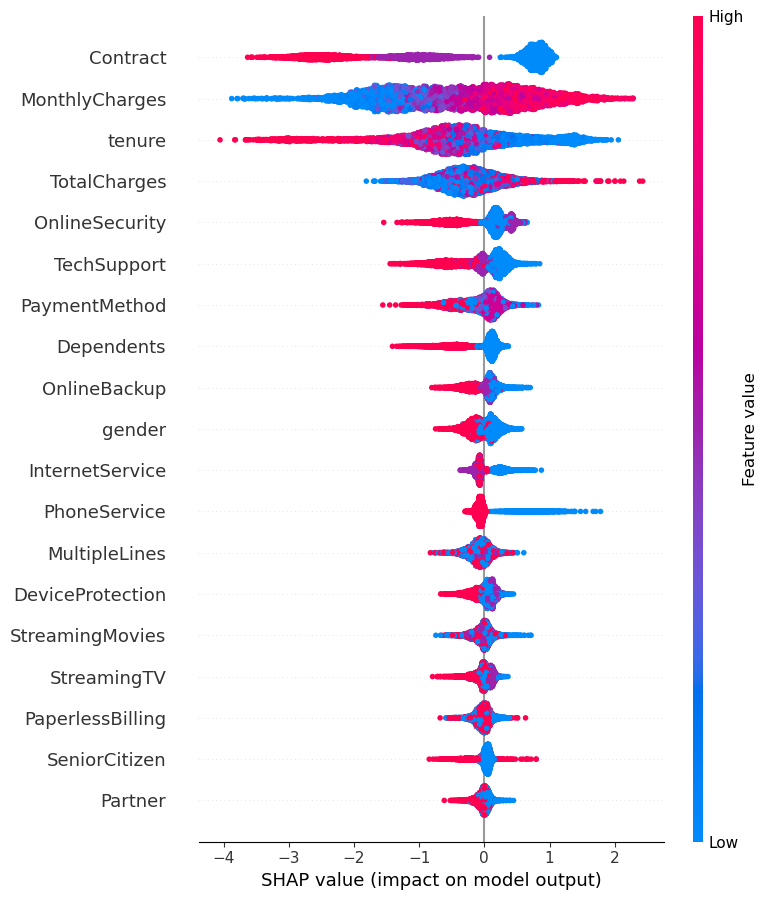 High
Contract
MonthlyCharges
tenure
TotalCharges
OnlineSecurity
TechSupport
PaymentMethod
Dependents
OnlineBackup
gender
InternetService
PhoneService
MultipleLines
DeviceProtection
StreamingMovies
StreamingTV
PaperlessBilling
SeniorCitizen
Partner
Feature value
Low
−4 −3 −2 −1 0 1 2
SHAP value (impact on model output)